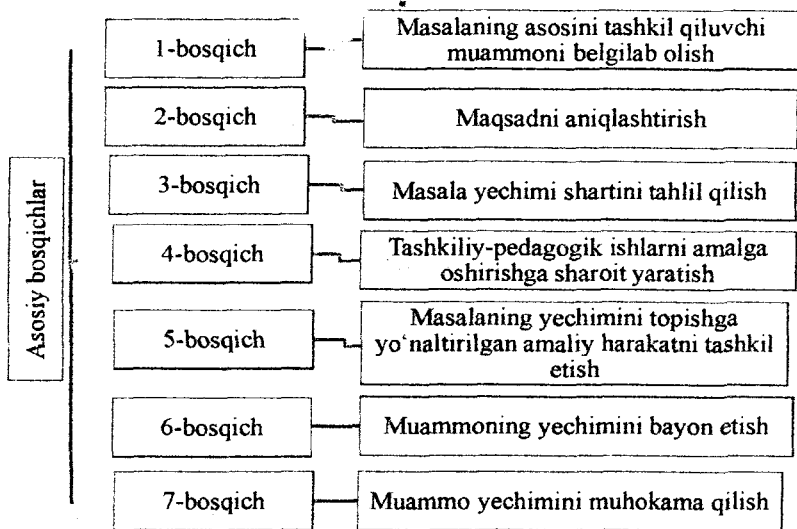 Asosiy bosqichlar
1-bosqich
Masalaning asosini tashkil qiluvchi
muammoni belgilab olish
2-bosqich
Maqsadni aniqlashtirish
3-bosqich
Masala yechimi shartini tahlil qilish
4-bosqich
Tashkiliy-pedagogik ishlarni amalga
oshirishga sharoit yaratish
5-bosqich
Masalaning yechimini topishga
yo‘naltirilgan amaliy harakatni tashkil
etish
6-bosqich
Muammoning yechimini bayon etish
7-bosqich
Muammo yechimini muhokama qilish